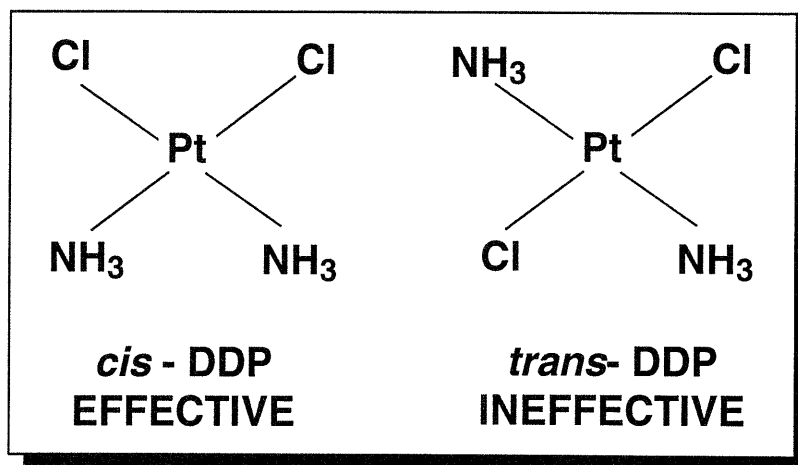 Cl Cl
Pt
NH₃ NH₃
cis - DDP
EFFECTIVE
NH₃ Cl
Pt
Cl NH₃
trans- DDP
INEFFECTIVE